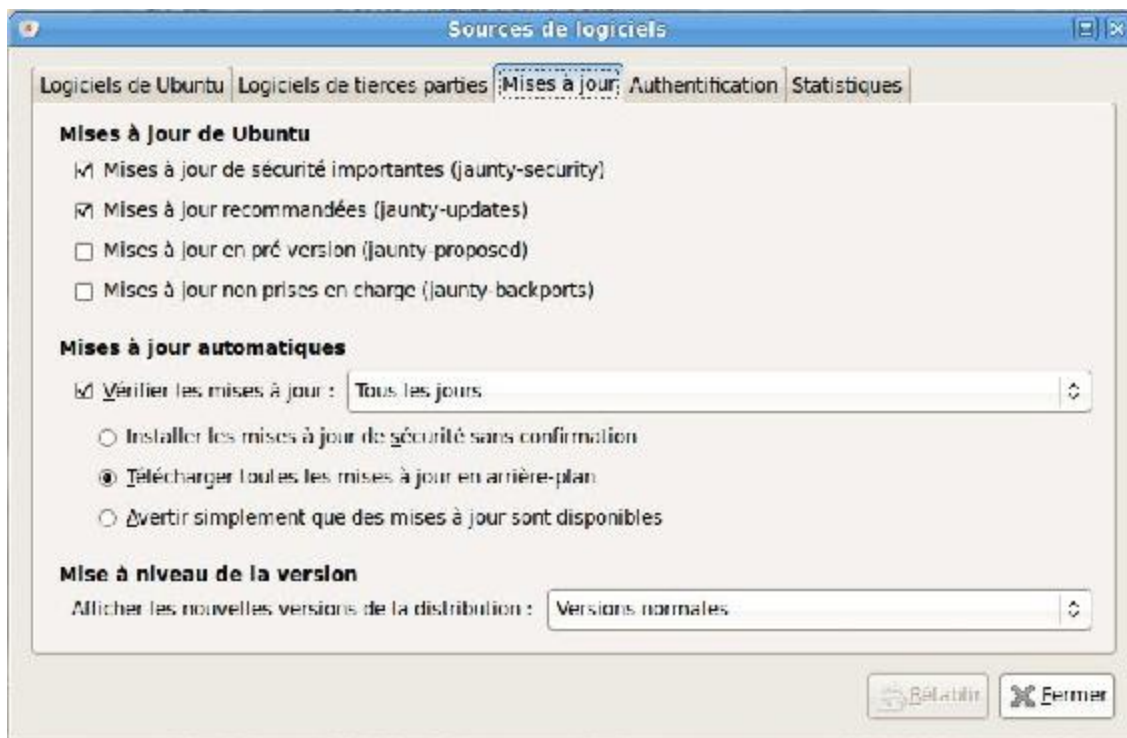 Sources de logiciels
Logiciels de Ubuntu Logiciels de tierces parties Mises à jour Authentification Statistiques
Mises à jour de Ubuntu
Mises à jour de sécurité importantes (jaunty-security)
Mises à jour recommandées (jaunty-updates)
Mises à jour en pré version (jaunty-proposed)
Mises à jour non prises en charge (jaunty-backports)
Mises à jour automatiques
Vérifier les mises à jour : Tous les jours
Installer les mises à jour de sécurité sans confirmation
Télécharger toutes les mises à jour en arrière-plan
Avertir simplement que des mises à jour sont disponibles
Mise à niveau de la version
Afficher les nouvelles versions de la distribution : Versions normales
Rétablir Fermer